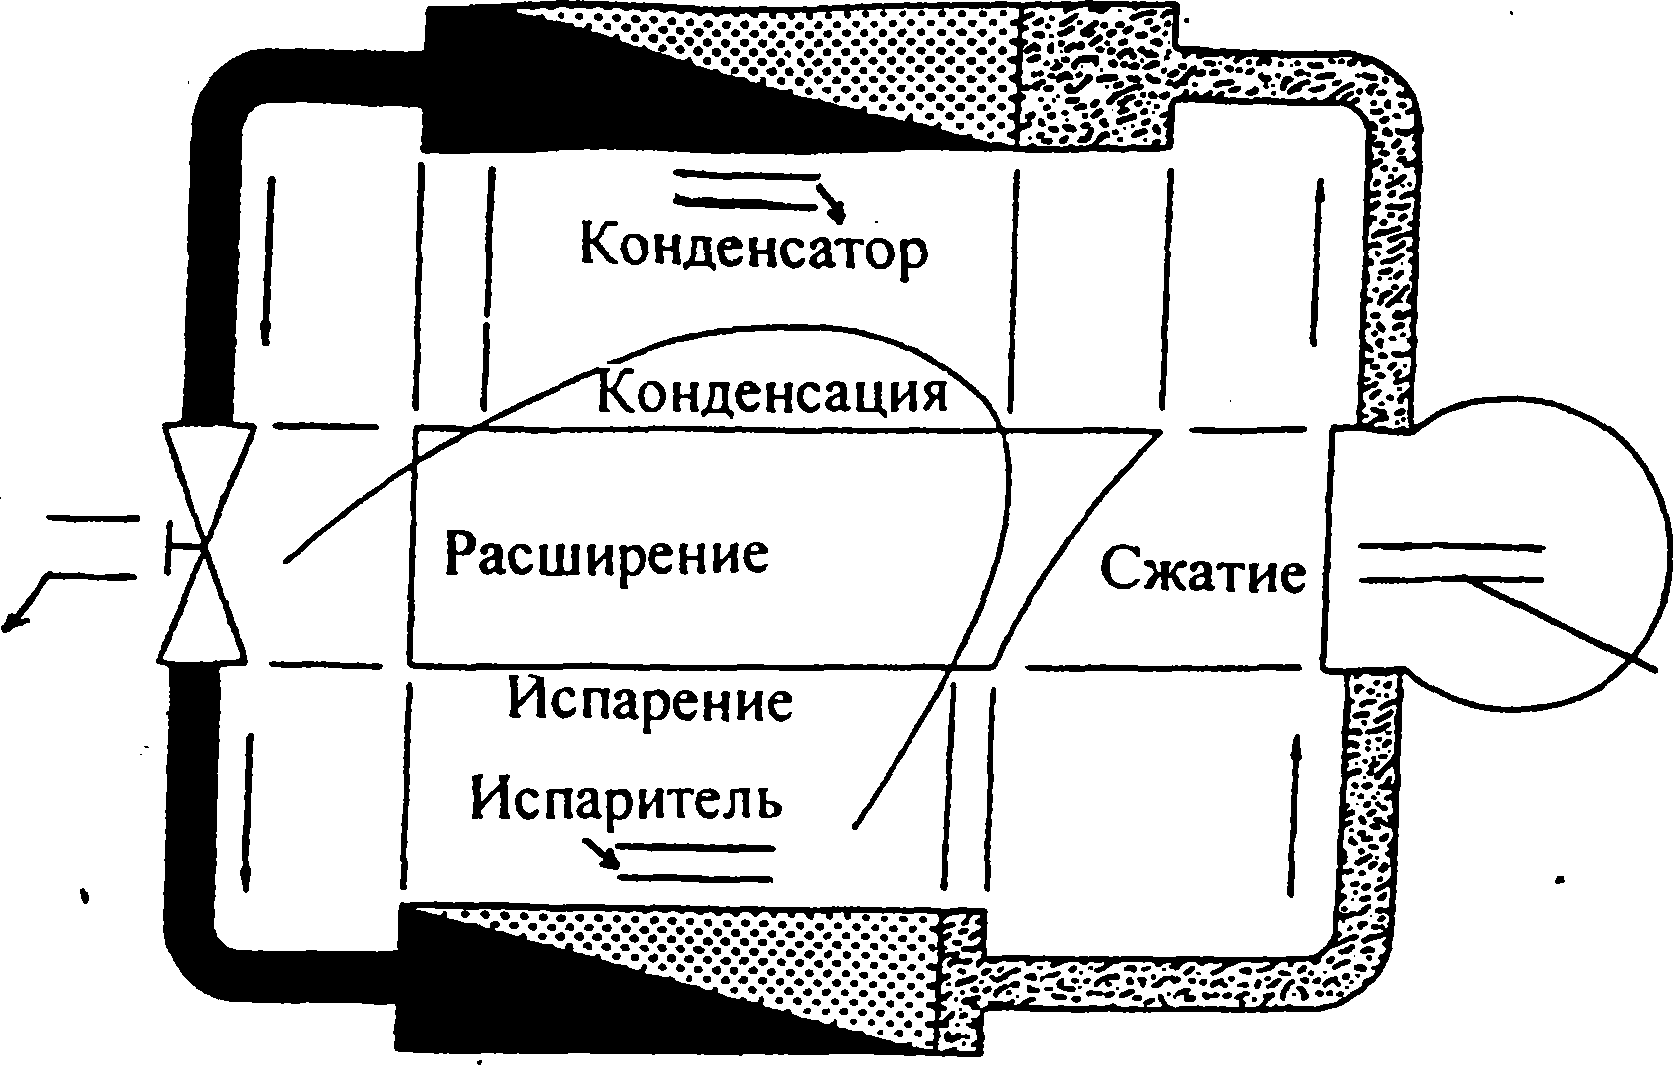 Конденсатор
Конденсация
Расширение
Сжатие
Испарение
Испаритель